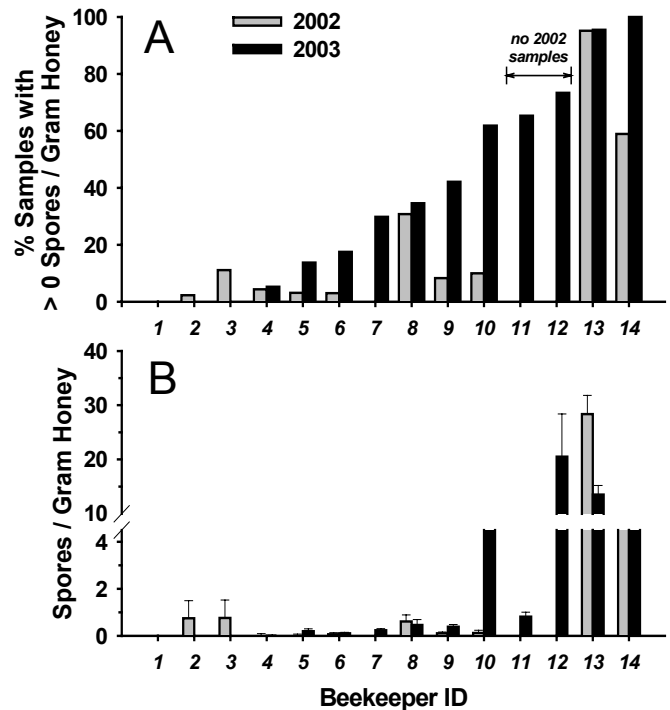 A
2002
2003
no 2002
samples
% Samples with
> 0 Spores / Gram Honey
100
80
60
40
20
0
1 2 3 4 5 6 7 8 9 10 11 12 13 14
B
Spores / Gram Honey
40
30
20
10
4
2
0
1 2 3 4 5 6 7 8 9 10 11 12 13 14
Beekeeper ID